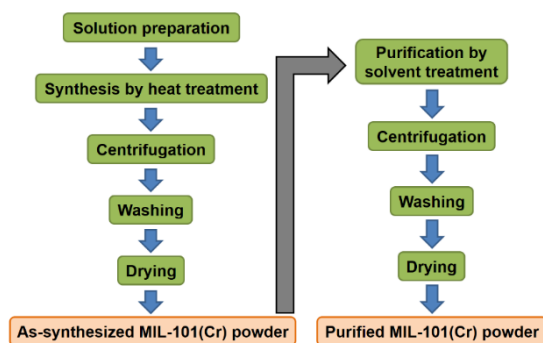 Solution preparation
Synthesis by heat treatment
Centrifugation
Washing
Drying
As-synthesized MIL-101(Cr) powder
Purification by
solvent treatment
Centrifugation
Washing
Drying
Purified MIL-101(Cr) powder